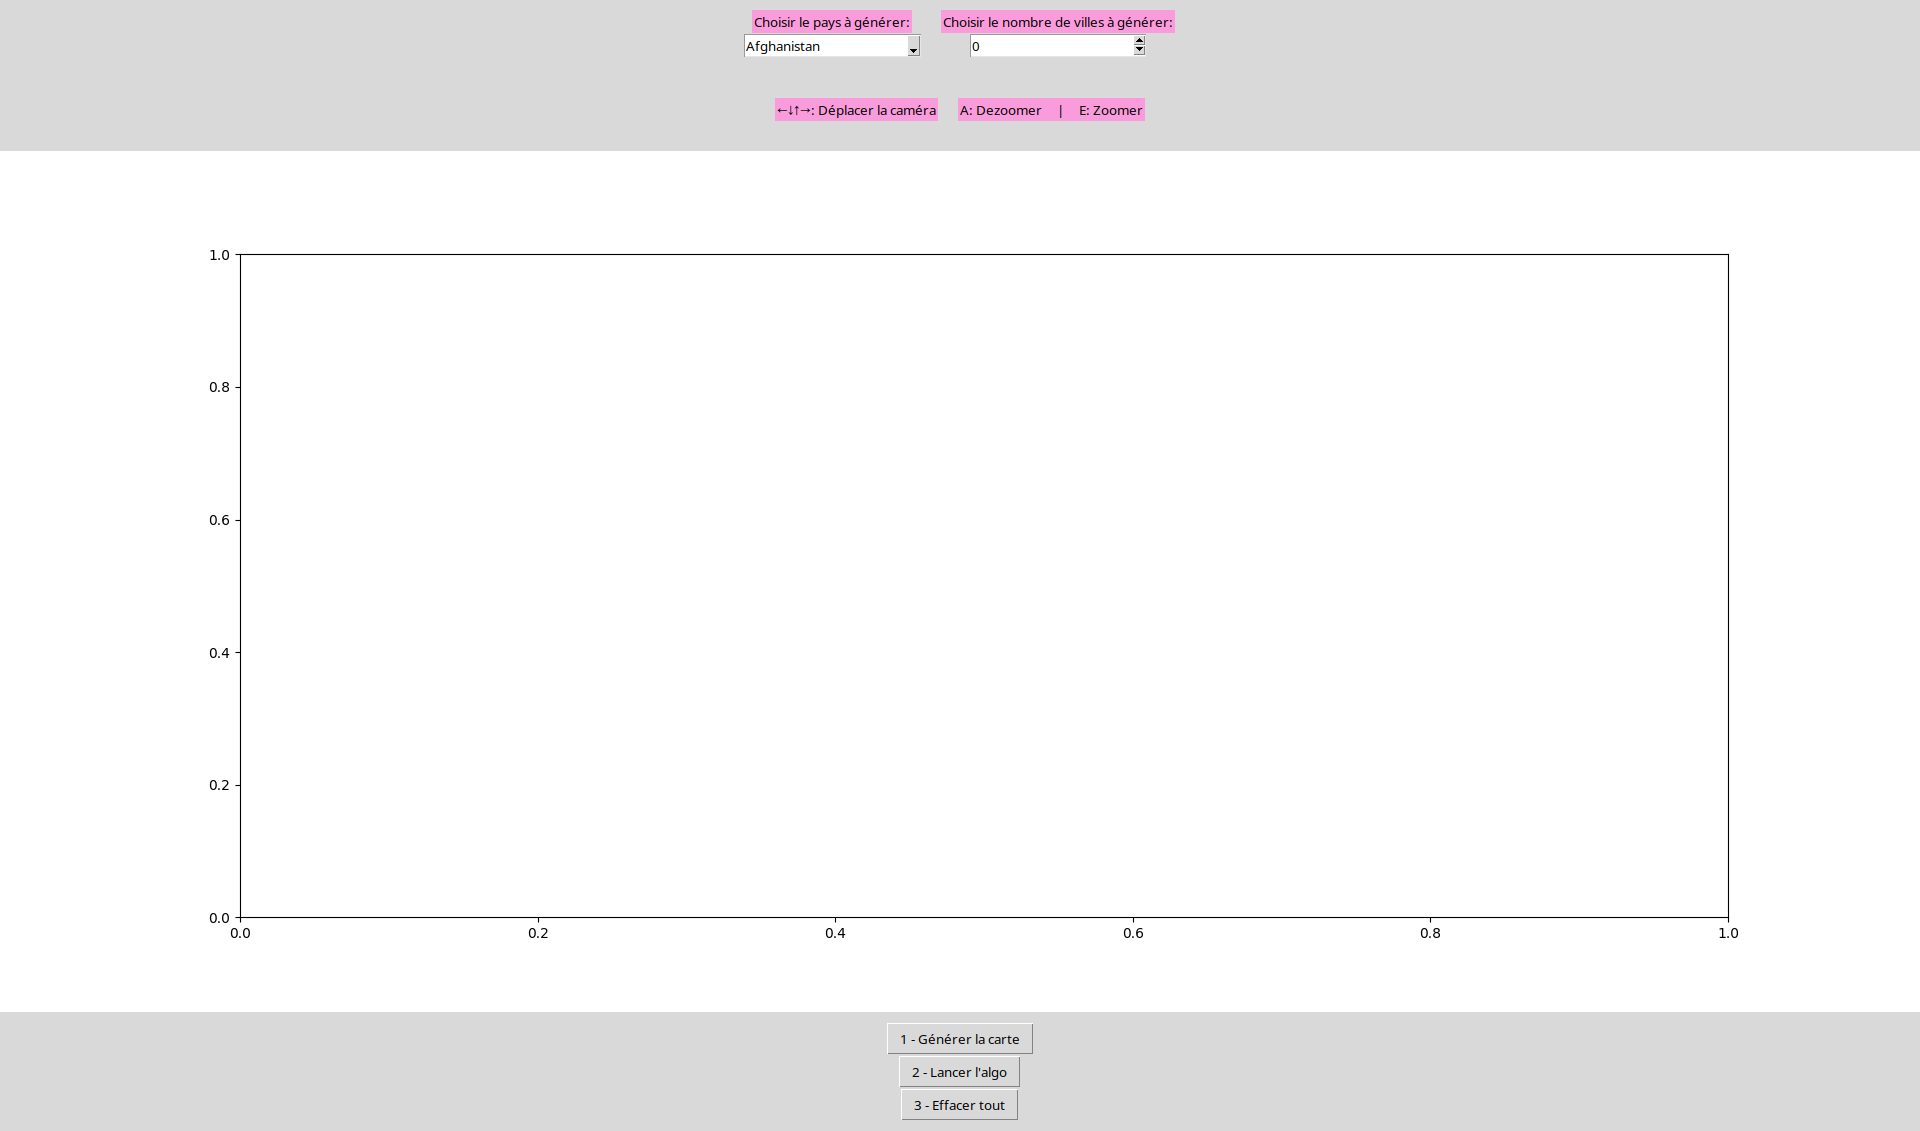 Choisir le pays à générer: Choisir le nombre de villes à générer:
Afghanistan 0
←↓↑→: Déplacer la caméra A: Dezoomer | E: Zoomer
1.0
0.8
0.6
0.4
0.2
0.0
0.0 0.2 0.4 0.6 0.8 1.0
1 - Générer la carte
2 - Lancer l'algo
3 - Effacer tout